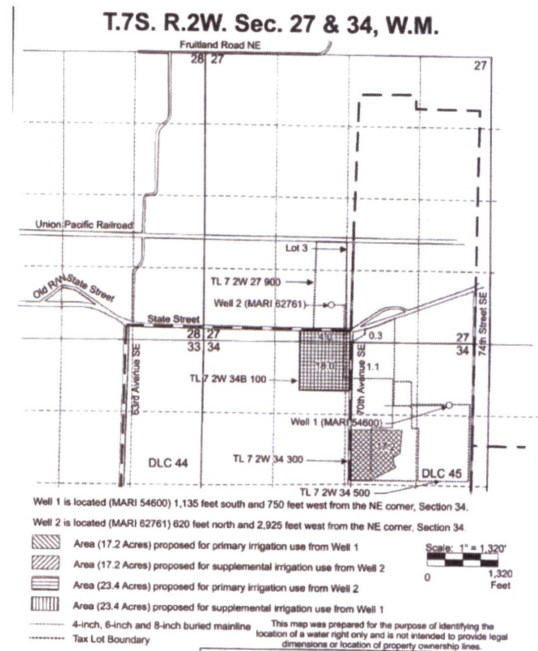 T.7S. R.2W. Sec. 27 & 34, W.M.
Fruitland Road NE
28 27
27
Union Pacific Railroad
Lot 3
TL 7 2W 27 900
Old State Street
Well 2 (MARI 62761)
State Street
28 27
33 34
0.3
27
34
74th Street SE
63rd Avenue SE
70th Avenue SE
18.0
1.1
TL 7 2W 34B 100
Well 1 (MARI 54600)
DLC 44
TL 7 2W 34 300
DLC 45
TL 7 2W 34 500
Well 1 is located (MARI 54600) 1,135 feet south and 750 feet west from the NE corner, Section 34.
Well 2 is located (MARI 62761) 620 feet north and 2,925 feet west from the NE corner, Section 34
Area (17.2 Acres) proposed for primary irrigation use from Well 1
Area (17.2 Acres) proposed for supplemental irrigation use from Well 2
Area (23.4 Acres) proposed for primary irrigation use from Well 2
Area (23.4 Acres) proposed for supplemental irrigation use from Well 1
Scale: 1" = 1,320'
0 1,320
Feet
4-inch, 6-inch and 8-inch buried mainline
Tax Lot Boundary
This map was prepared for the purpose of identifying the
location of a water right only and is not intended to provide legal
dimensions or location of property ownership lines.